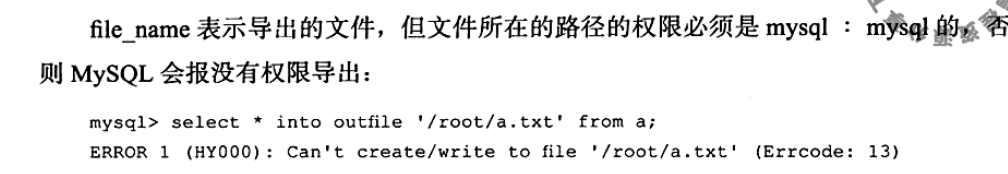 file_name 表示导出的文件，但文件所在的路径的权限必须是 mysql : mysql 的，否
则 MySQL 会报没有权限导出：
mysql> select * into outfile '/root/a.txt' from a;
ERROR 1 (HY000): Can't create/write to file '/root/a.txt' (Errcode: 13)